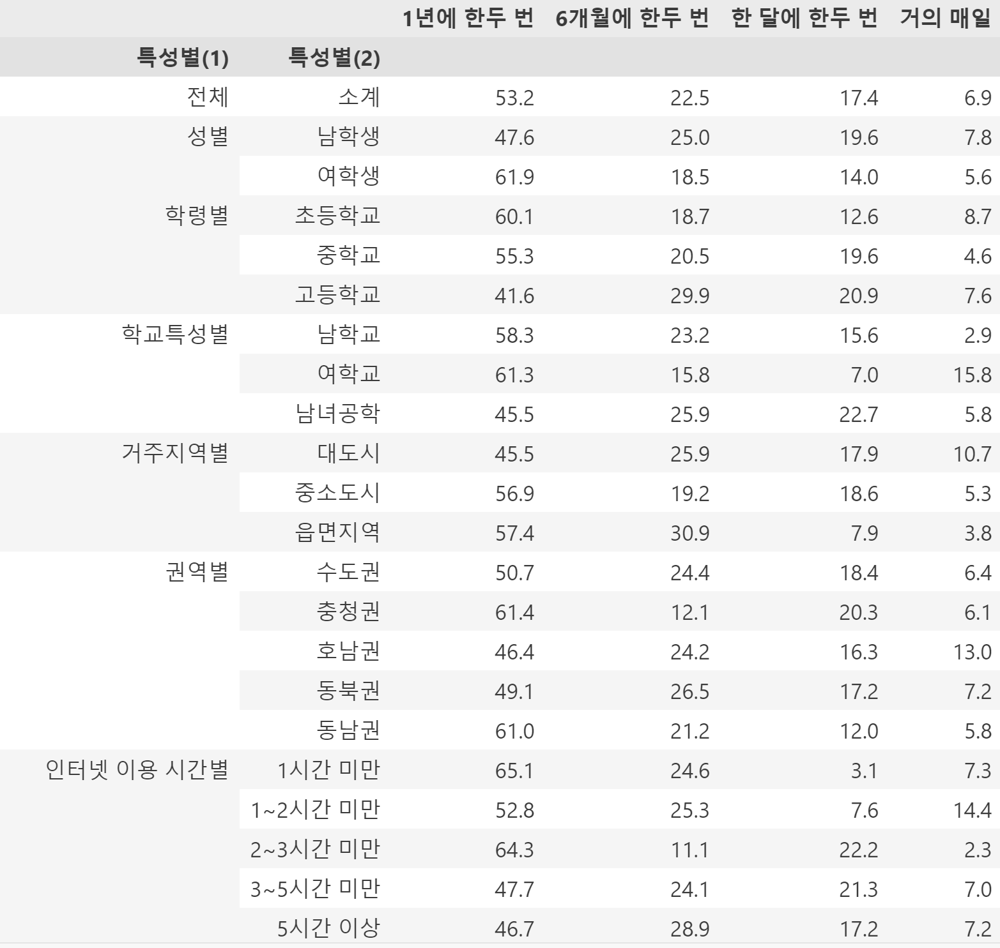 1년에 한두 번 6개월에 한두 번 한 달에 한두 번 거의 매일
특성별(1) 특성별(2)
전체 소계 53.2 22.5 17.4 6.9
성별 남학생 47.6 25.0 19.6 7.8
여학생 61.9 18.5 14.0 5.6
학령별 초등학교 60.1 18.7 12.6 8.7
중학교 55.3 20.5 19.6 4.6
고등학교 41.6 29.9 20.9 7.6
학교특성별 남학교 58.3 23.2 15.6 2.9
여학교 61.3 15.8 7.0 15.8
남녀공학 45.5 25.9 22.7 5.8
거주지역별 대도시 45.5 25.9 17.9 10.7
중소도시 56.9 19.2 18.6 5.3
읍면지역 57.4 30.9 7.9 3.8
권역별 수도권 50.7 24.4 18.4 6.4
충청권 61.4 12.1 20.3 6.1
호남권 46.4 24.2 16.3 13.0
동북권 49.1 26.5 17.2 7.2
동남권 61.0 21.2 12.0 5.8
인터넷 이용 시간별 1시간 미만 65.1 24.6 3.1 7.3
1~2시간 미만 52.8 25.3 7.6 14.4
2~3시간 미만 64.3 11.1 22.2 2.3
3~5시간 미만 47.7 24.1 21.3 7.0
5시간 이상 46.7 28.9 17.2 7.2